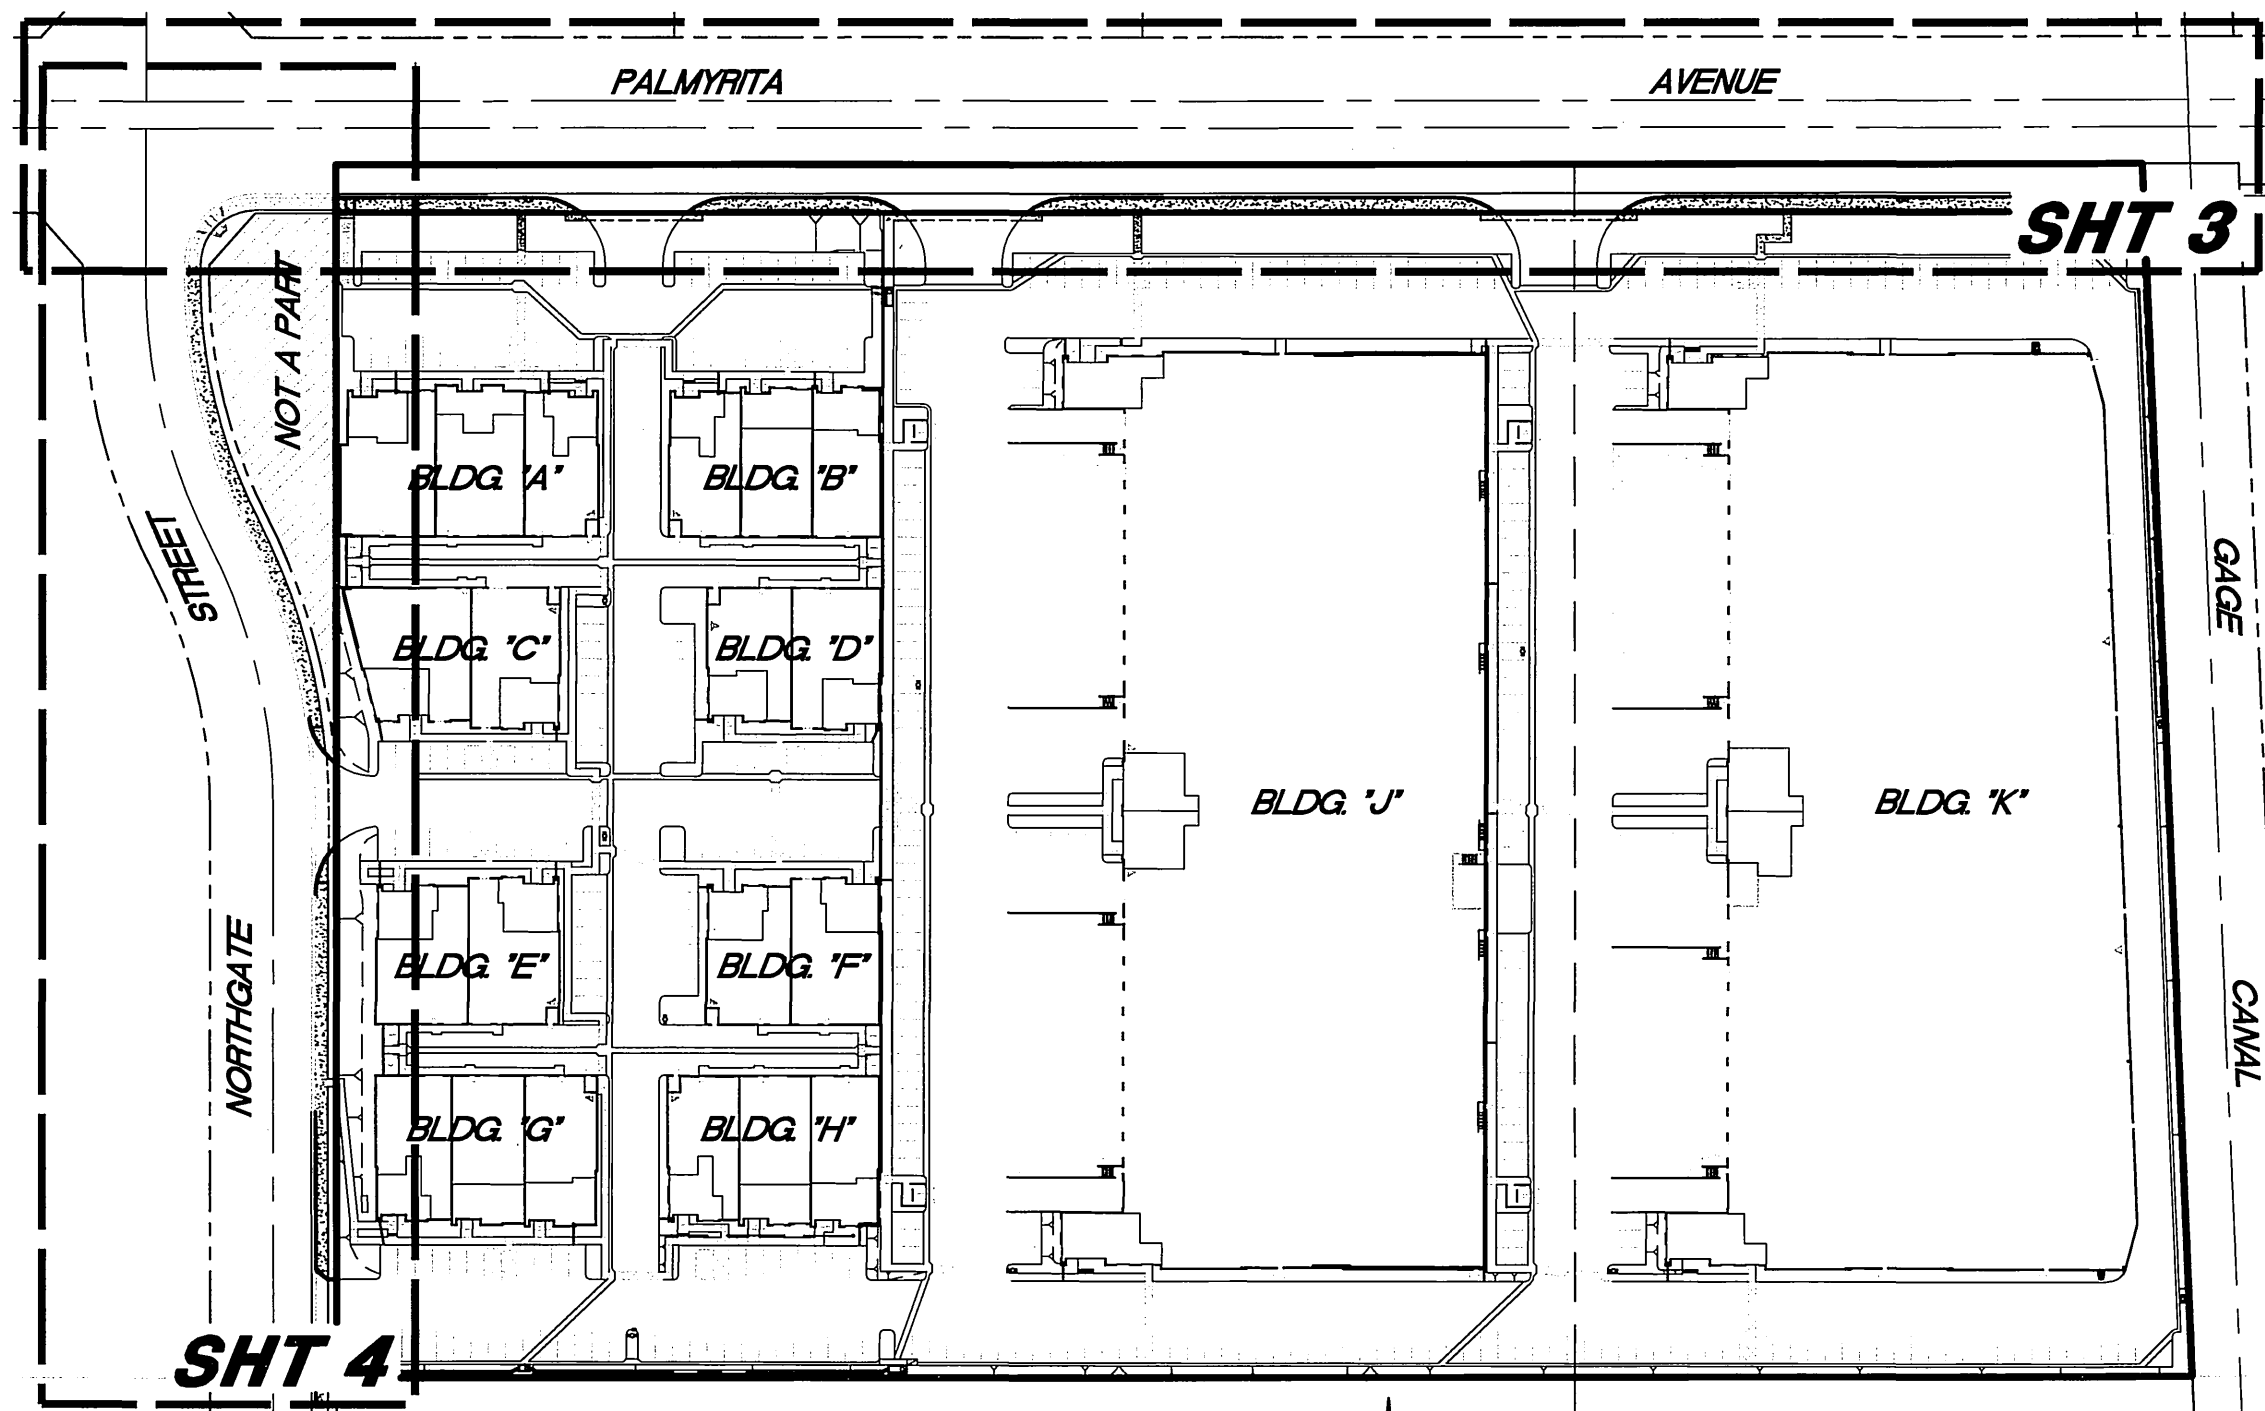 PALMYRITA AVENUE
SHT 3
NOT A PART
BLDG. "A"
BLDG. "B"
STREET
GAGE
BLDG. "C"
BLDG. "D"
BLDG. "J"
BLDG. "K"
BLDG. "E"
BLDG. "F"
NORTHGATE
CANAL
BLDG. "G"
BLDG. "H"
SHT 4